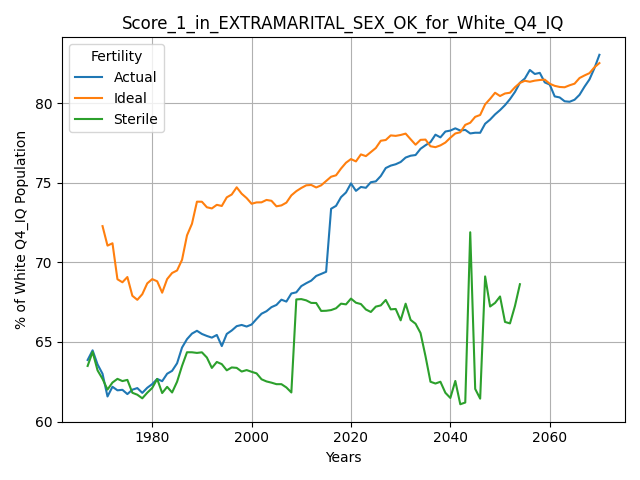 Score_1_in_EXTRAMARITAL_SEX_OK_for_White_Q4_IQ
Fertility
Actual
Ideal
Sterile
% of White Q4_IQ Population
80
75
70
65
60
1980
2000
2020
2040
2060
Years